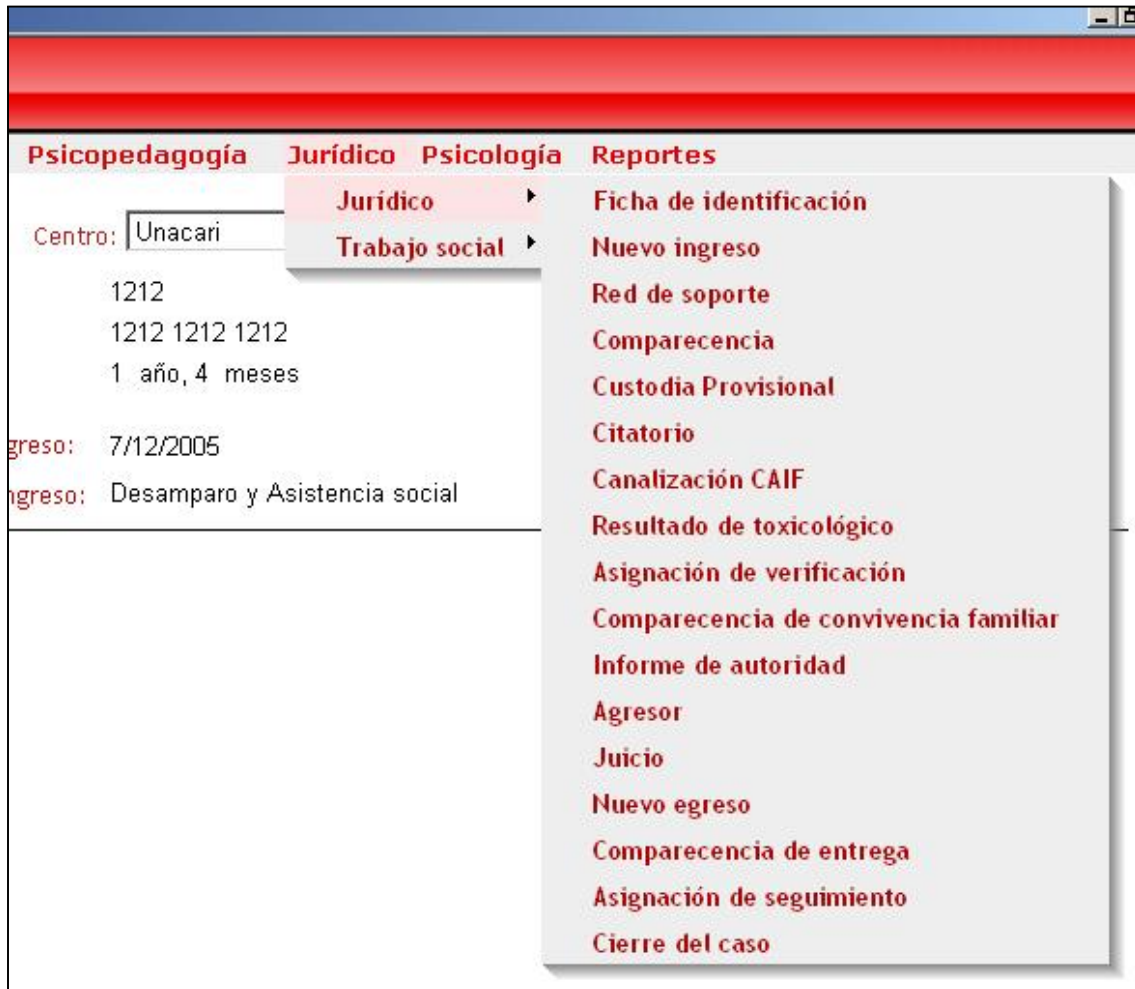 Psicopedagogía Jurídico Psicología Reportes
Jurídico
Trabajo social
Centro: Unacari
1212
1212 1212 1212
1 año, 4 meses
greso: 7/12/2005
ngreso: Desamparo y Asistencia social
Ficha de identificación
Nuevo ingreso
Red de soporte
Comparecencia
Custodia Provisional
Citatorio
Canalización CAIF
Resultado de toxicológico
Asignación de verificación
Comparecencia de convivencia familiar
Informe de autoridad
Agresor
Juicio
Nuevo egreso
Comparecencia de entrega
Asignación de seguimiento
Cierre del caso